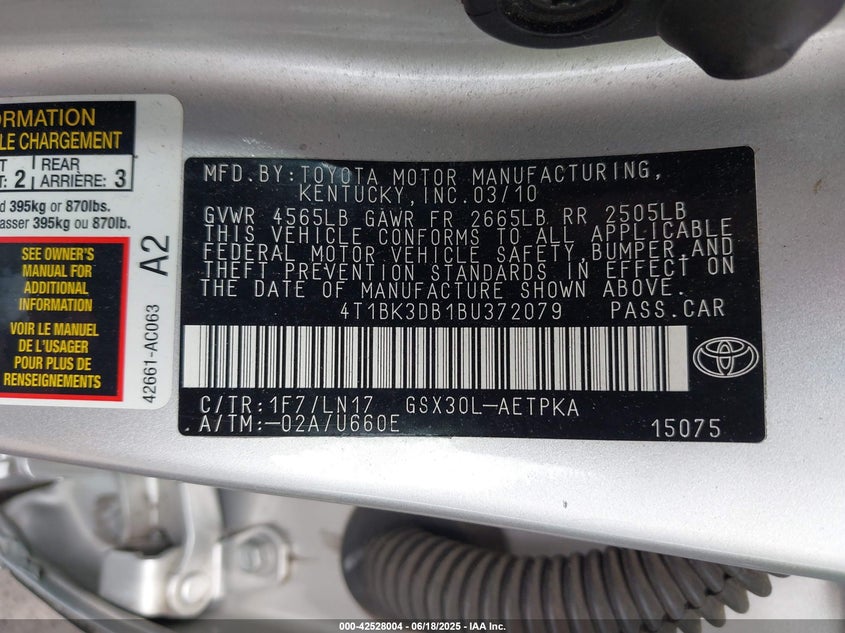 ORMATION
LE CHARGEMENT
T
: 2
REAR
ARRIÈRE: 3
d 395kg or 870lbs.
asser 395kg ou 870lb.
SEE OWNER'S
MANUAL FOR
ADDITIONAL
INFORMATION
VOIR LE MANUEL
DE L'USAGER
POUR PLUS DE
RENSEIGNEMENTS
A2
42661-AC063
MFD.BY:TOYOTA MOTOR MANUFACTURING,
KENTUCKY,INC.03/10
GVWR 4565LB GAWR FR 2665LB RR 2505LB
THIS VEHICLE CONFORMS TO ALL APPLICABLE
FEDERAL MOTOR VEHICLE SAFETY,BUMPER,AND
THEFT PREVENTION STANDARDS IN EFFECT ON
THE DATE OF MANUFACTURE SHOWN ABOVE.
4T1BK3DB1BU372079 PASS.CAR
C/TR:1F7/LN17 GSX30L-AETPKA
A/TM:-02A/U660E 15075
000-42528004 - 06/18/2025 - IAA Inc.